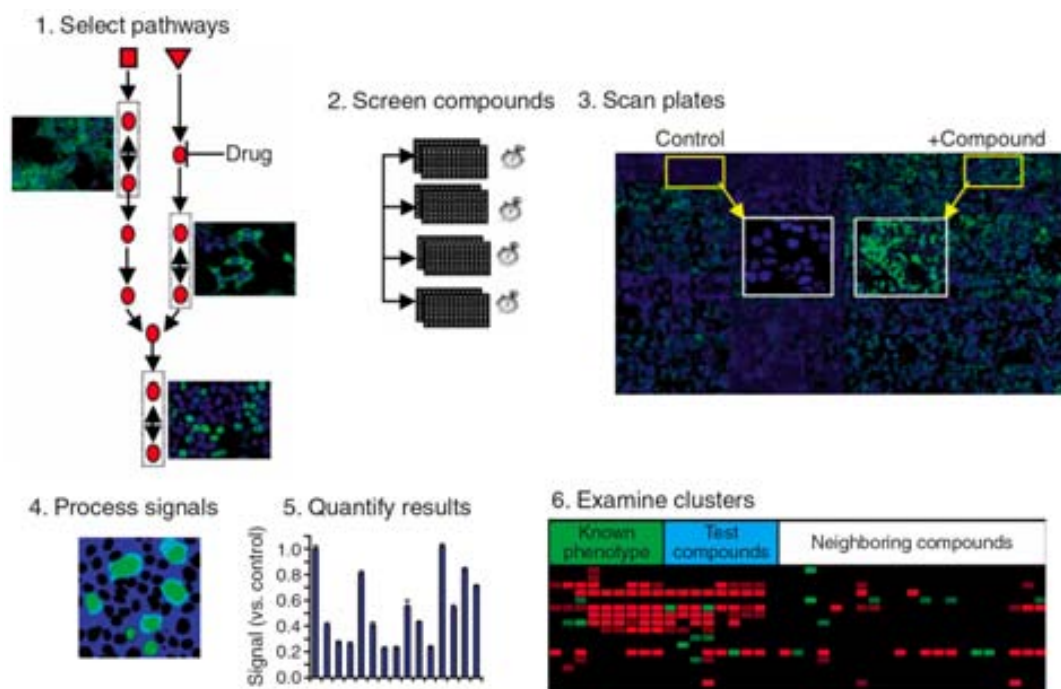 1. Select pathways
Drug
2. Screen compounds
3. Scan plates
Control
+Compound
4. Process signals
5. Quantify results
Signal (vs. control)
1.0
0.8
0.6
0.4
0.2
0.0
6. Examine clusters
Known
phenotype
Test
compounds
Neighboring compounds